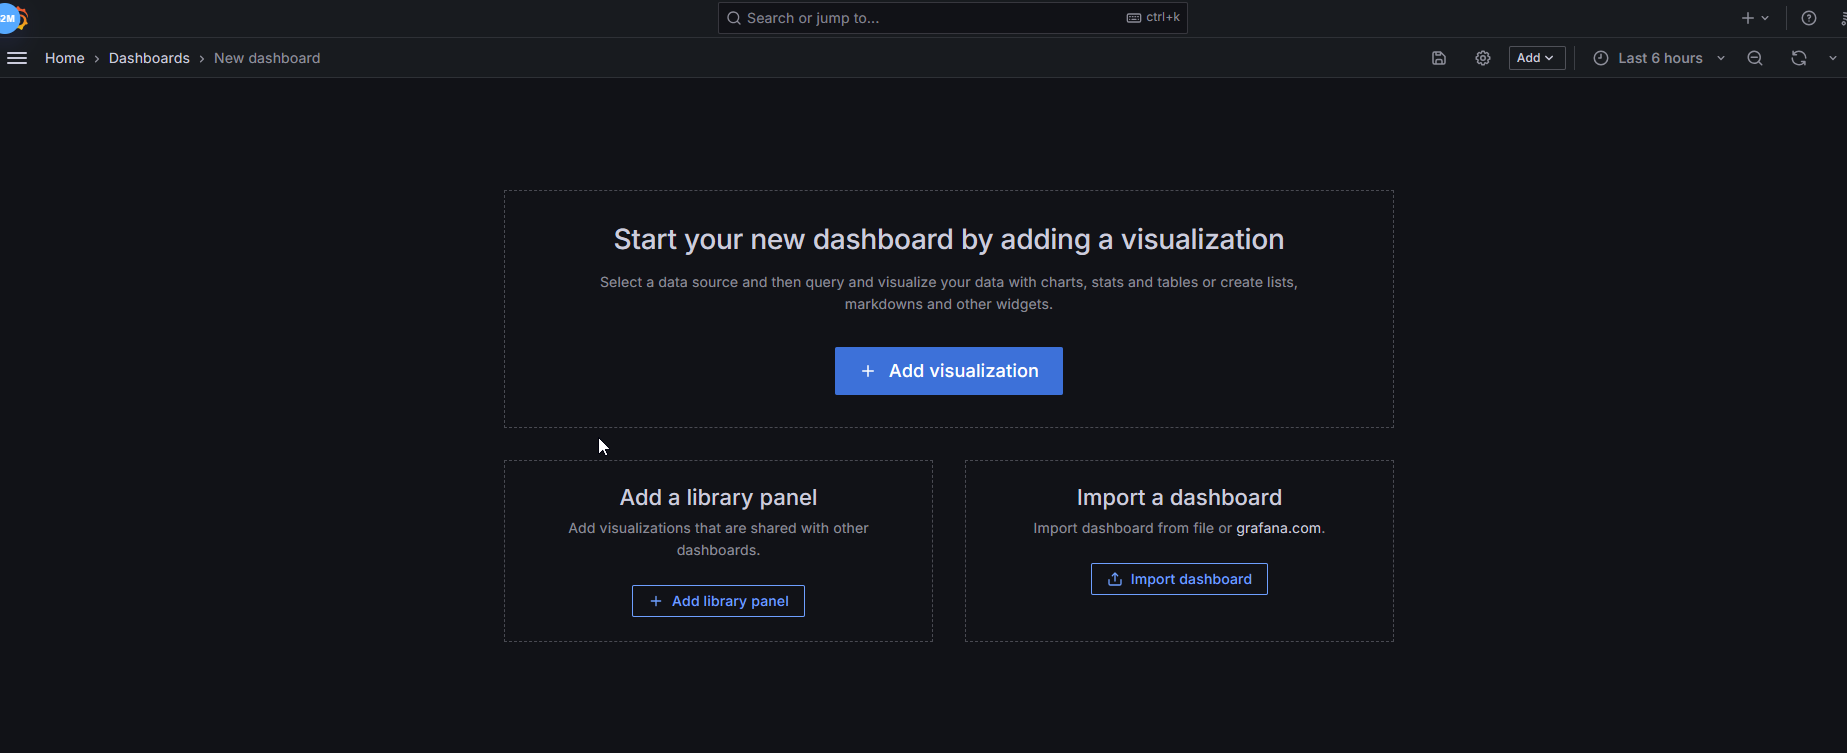 2M
Search or jump to... ctrl+k
Home › Dashboards › New dashboard Add Last 6 hours
Start your new dashboard by adding a visualization
Select a data source and then query and visualize your data with charts, stats and tables or create lists,
markdowns and other widgets.
+ Add visualization
Add a library panel
Add visualizations that are shared with other
dashboards.
+ Add library panel
Import a dashboard
Import dashboard from file or grafana.com.
Import dashboard